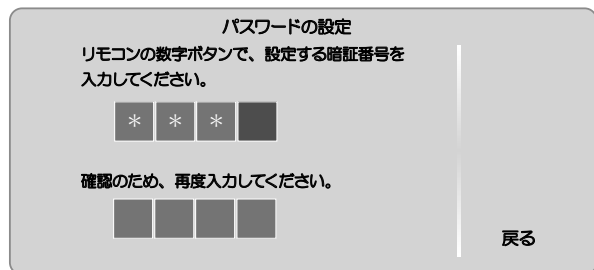 パスワードの設定
リモコンの数字ボタンで、設定する暗証番号を
入力してください。
＊ ＊ ＊
確認のため、再度入力してください。
戻る